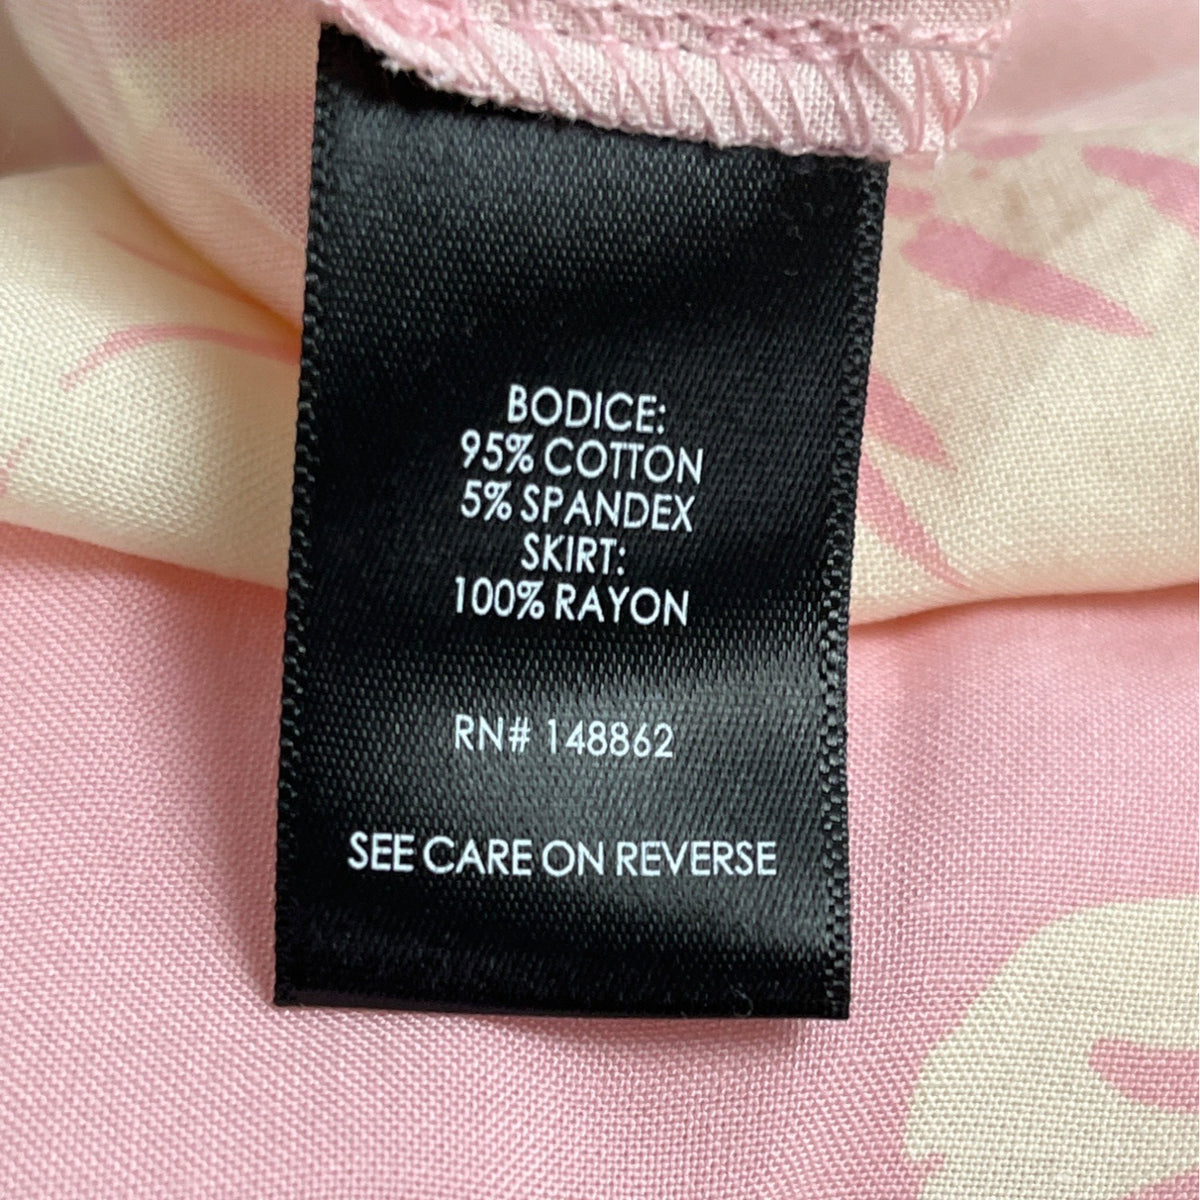 BODICE:
95% COTTON
5% SPANDEX
SKIRT:
100% RAYON
RN# 148862
SEE CARE ON REVERSE